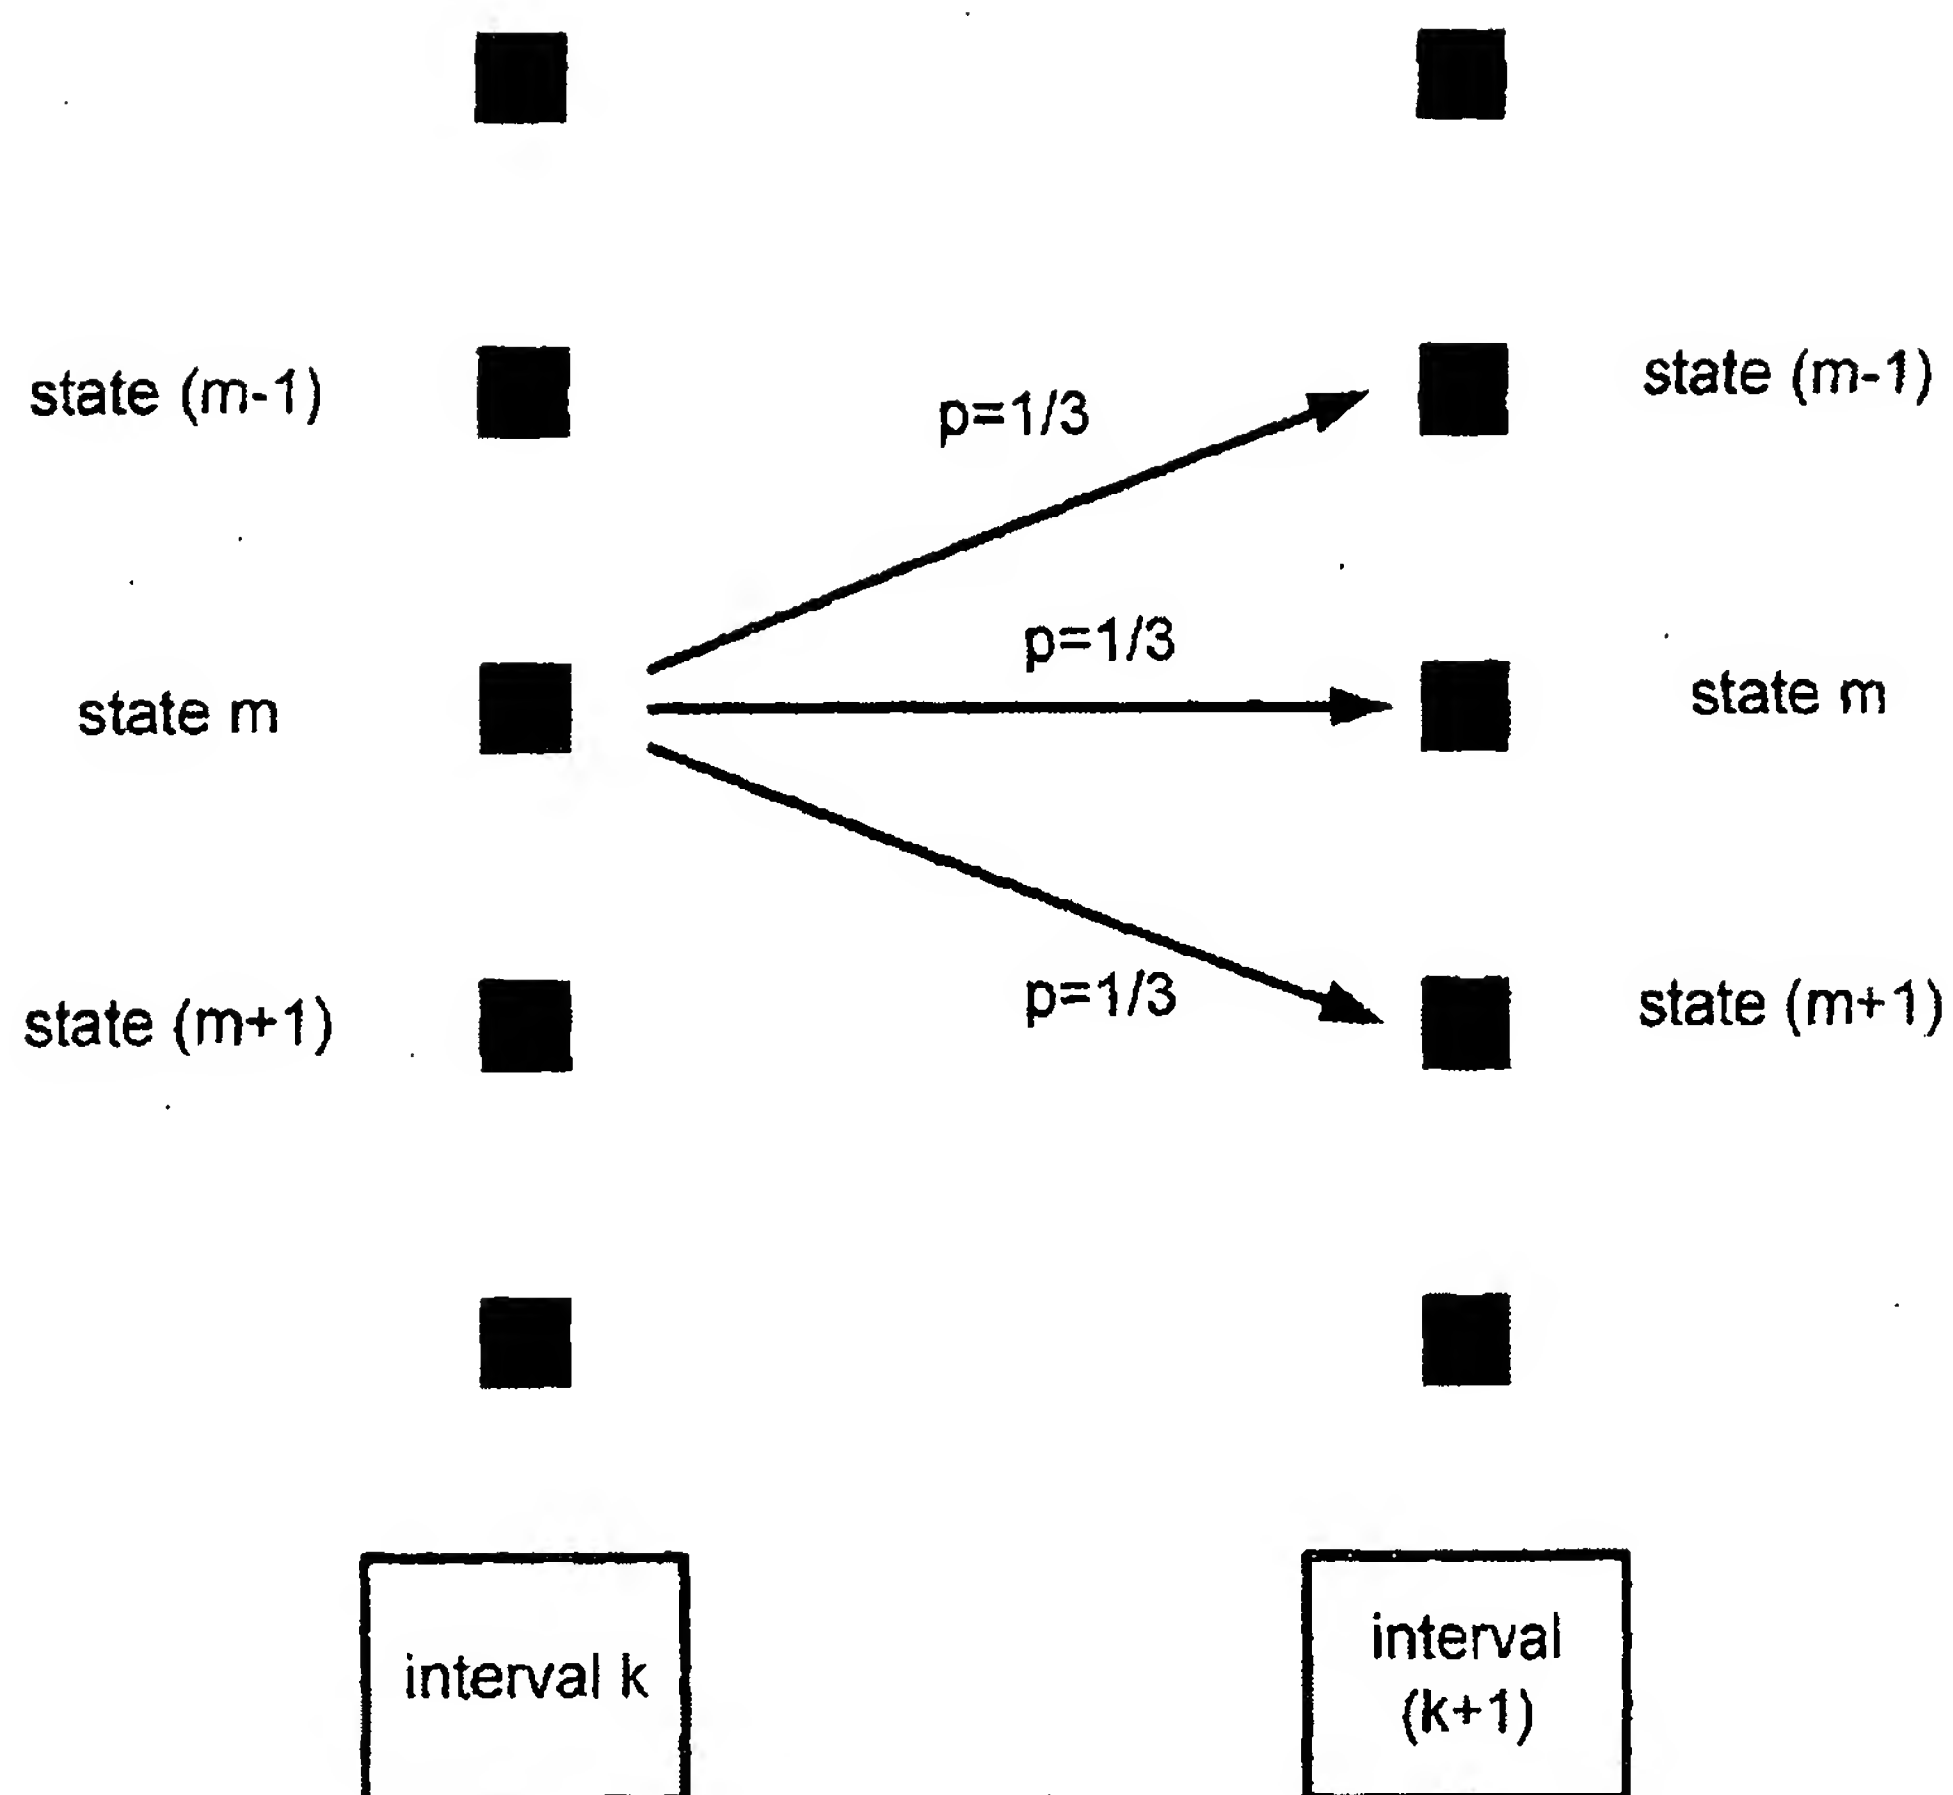 state (m-1)
p=1/3
state (m-1)
p=1/3
state m
state m
state (m+1)
p=1/3
state (m+1)
interval k
interval
(k+1)